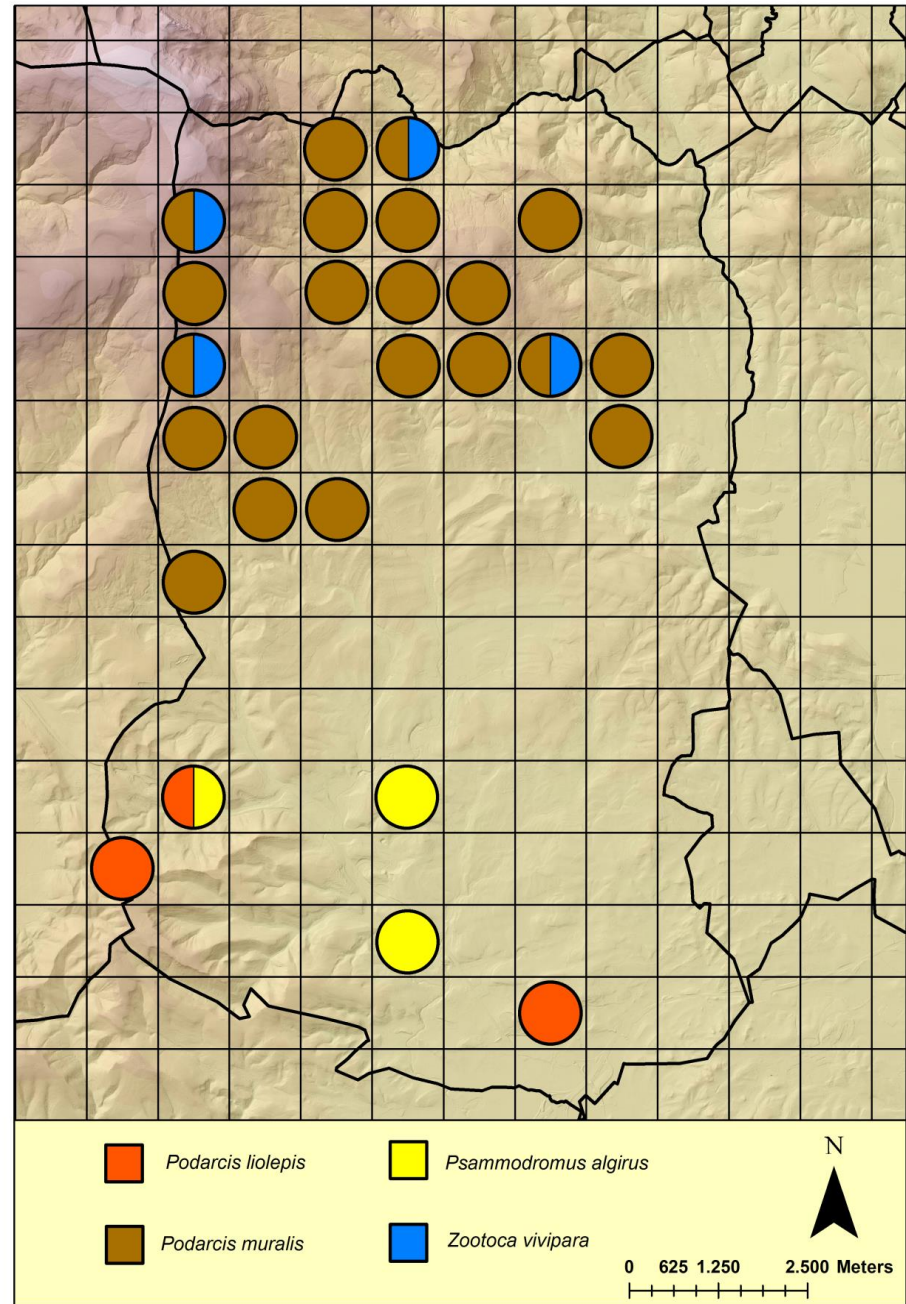 Podarcis liolepis
Psammodromus algirus
N
Podarcis muralis
Zootoca vivipara
0 625 1.250 2.500 Meters